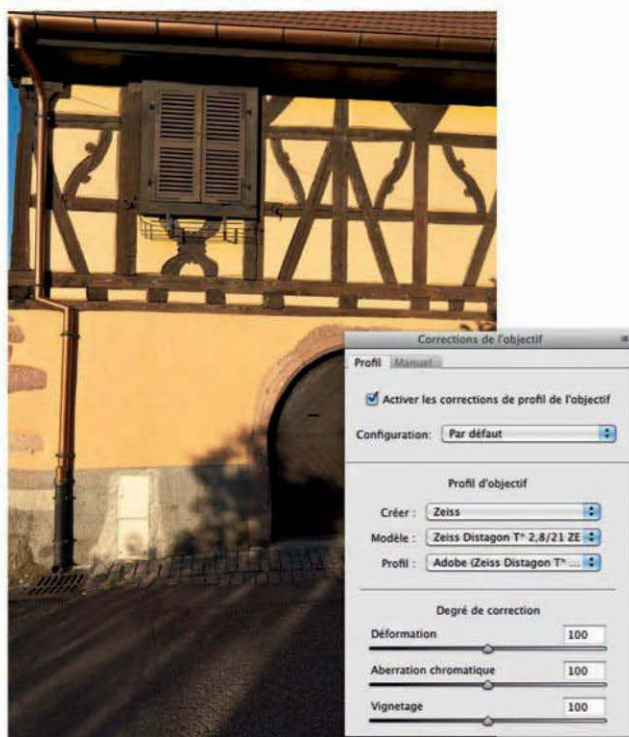 Corrections de l'objectif
Profil Manuel
Activer les corrections de profil de l'objectif
Configuration: Par défaut
Profil d'objectif
Créer : Zeiss
Modèle : Zeiss Distagon T* 2,8/21 ZE
Profil : Adobe (Zeiss Distagon T* ...
Degré de correction
Déformation 100
Aberration chromatique 100
Vignetage 100